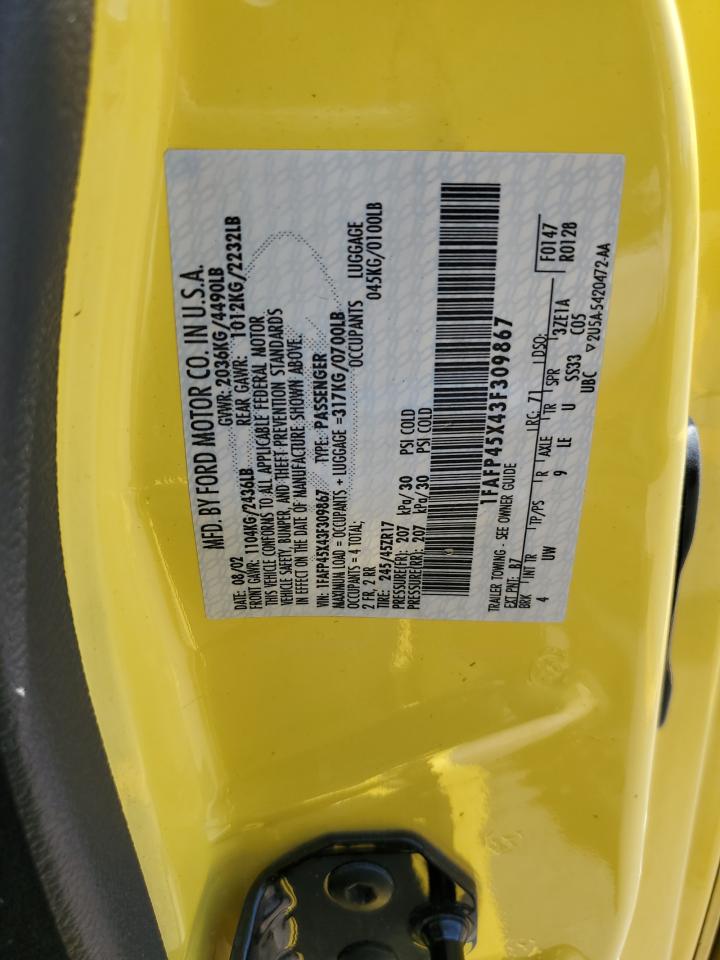 MFD. BY FORD MOTOR CO. IN U.S.A.
DATE: 08/02 GVWR: 2036KG/4490LB
FRONT GAWR: 1104KG/2436LB REAR GAWR: 1012KG/2232LB
THIS VEHICLE CONFORMS TO ALL APPLICABLE FEDERAL MOTOR
VEHICLE SAFETY, BUMPER, AND THEFT PREVENTION STANDARDS
IN EFFECT ON THE DATE OF MANUFACTURE SHOWN ABOVE
VIN: 1FAFP45X43F309867 TYPE: PASSENGER
MAXIMUM LOAD = OCCUPANTS + LUGGAGE =317KG/0700LB
OCCUPANTS = 4 TOTAL; OCCUPANTS LUGGAGE
2 FR, 2 RR 045KG/0100LB
TIRE: 245/45ZR17
PRESSURE(FR): 207 kPa/30 PSI COLD
PRESSURE(RR): 207 kPa/30 PSI COLD
1FAFP45X43F309867
TRAILER TOWING - SEE OWNER GUIDE
EXT PNT: B7 RC: 71 DSO: F0147
BRK INT TR TP/PS R AXLE TR SPR 3ZE1A R0128
4 UW 9 LE U SS33 C05
UBC ▽2U5A-5420472-AA